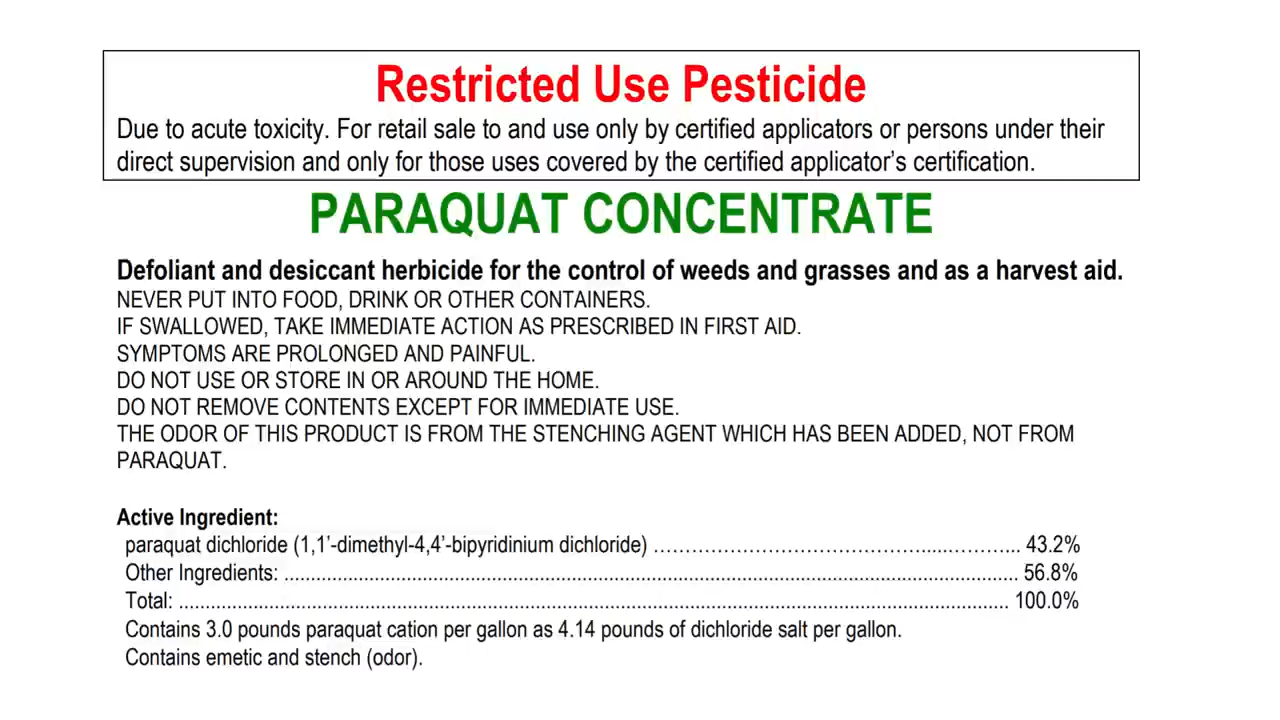 Restricted Use Pesticide
Due to acute toxicity. For retail sale to and use only by certified applicators or persons under their
direct supervision and only for those uses covered by the certified applicator’s certification.
PARAQUAT CONCENTRATE
Defoliant and desiccant herbicide for the control of weeds and grasses and as a harvest aid.
NEVER PUT INTO FOOD, DRINK OR OTHER CONTAINERS.
IF SWALLOWED, TAKE IMMEDIATE ACTION AS PRESCRIBED IN FIRST AID.
SYMPTOMS ARE PROLONGED AND PAINFUL.
DO NOT USE OR STORE IN OR AROUND THE HOME.
DO NOT REMOVE CONTENTS EXCEPT FOR IMMEDIATE USE.
THE ODOR OF THIS PRODUCT IS FROM THE STENCHING AGENT WHICH HAS BEEN ADDED, NOT FROM
PARAQUAT.
Active Ingredient:
paraquat dichloride (1,1’-dimethyl-4,4’-bipyridinium dichloride) ……………………………………....………... 43.2%
Other Ingredients: ........................................................................................................................................... 56.8%
Total: ............................................................................................................................................................. 100.0%
Contains 3.0 pounds paraquat cation per gallon as 4.14 pounds of dichloride salt per gallon.
Contains emetic and stench (odor).